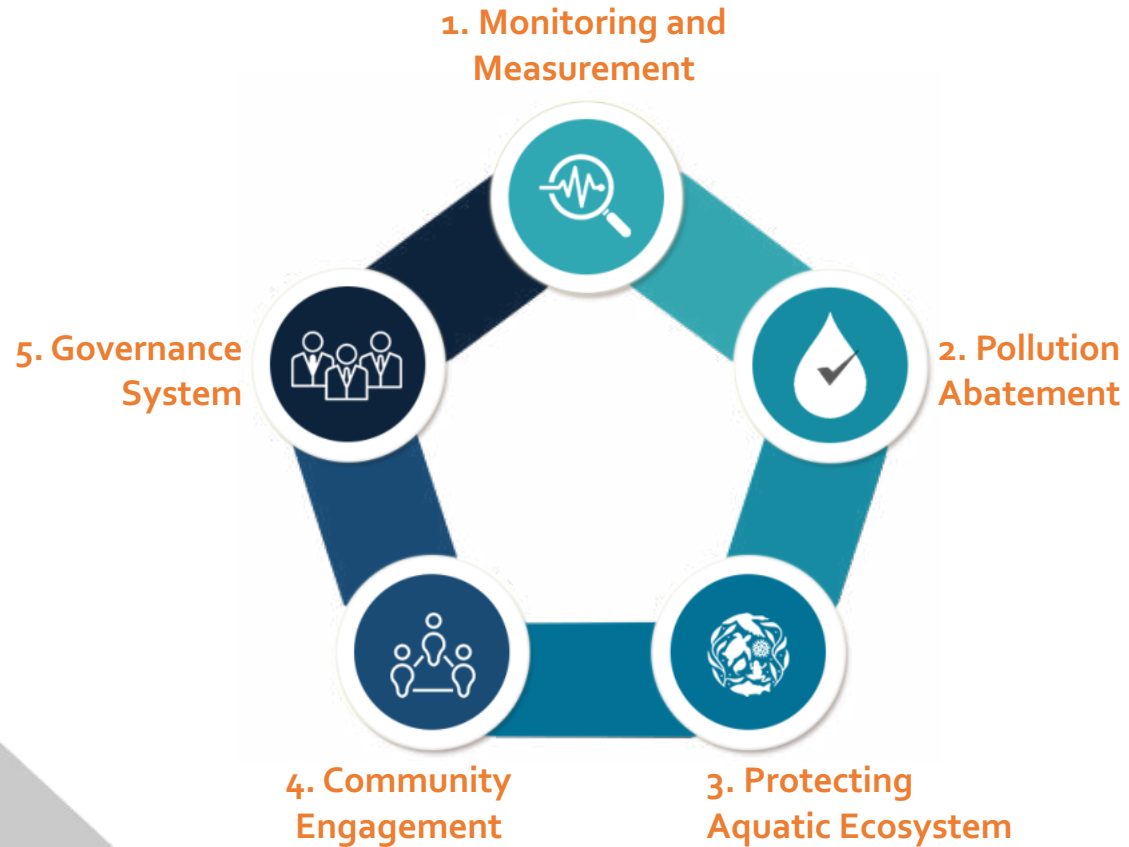 1. Monitoring and
Measurement
2. Pollution
Abatement
3. Protecting
Aquatic Ecosystem
4. Community
Engagement
5. Governance
System